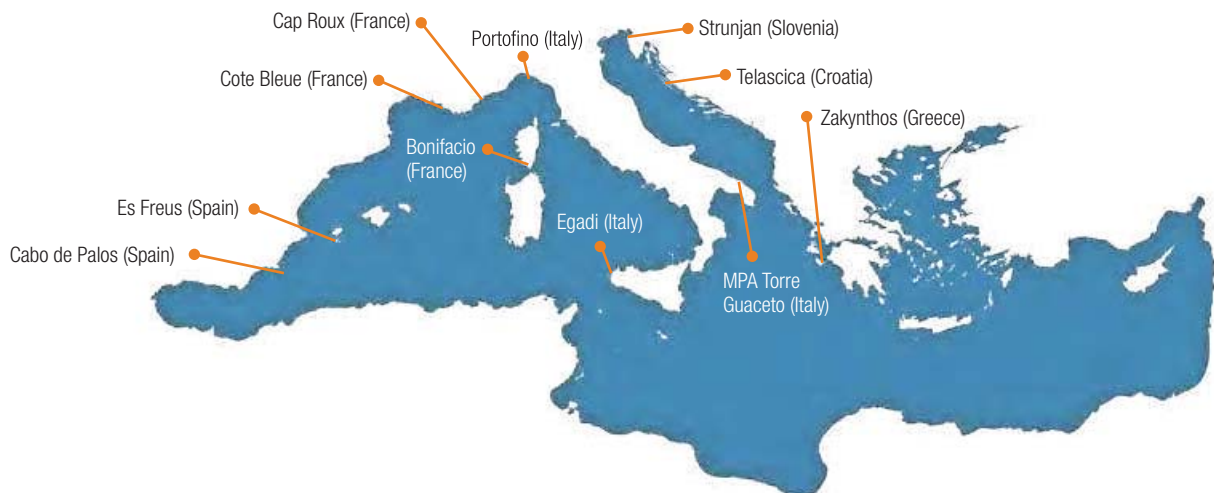 Cap Roux (France)
Portofino (Italy)
Strunjan (Slovenia)
Cote Bleue (France)
Telascica (Croatia)
Zakynthos (Greece)
Bonifacio
(France)
Es Freus (Spain)
Egadi (Italy)
Cabo de Palos (Spain)
MPA Torre
Guaceto (Italy)